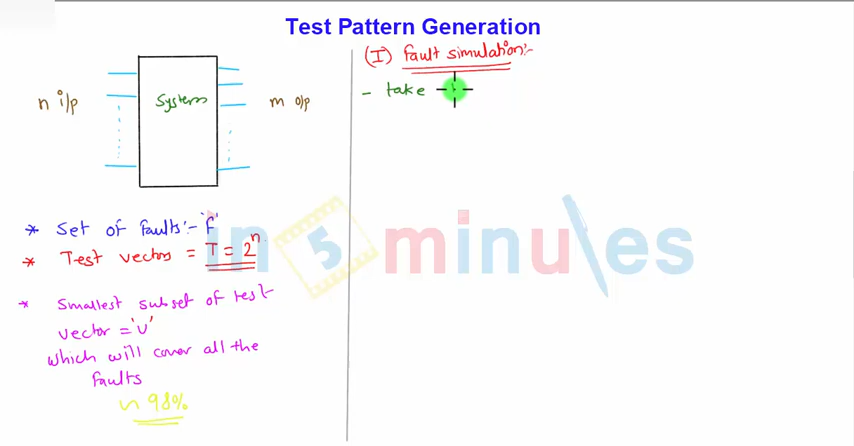 Test Pattern Generation
n i/p
System
m o/p
* Set of faults:- 'F'
* Test vectors = T = 2^n
* Smallest subset of test
vector = 'v'
which will cover all the
faults
~ 98%
(I) fault simulation:-
- take
in 5 minutes